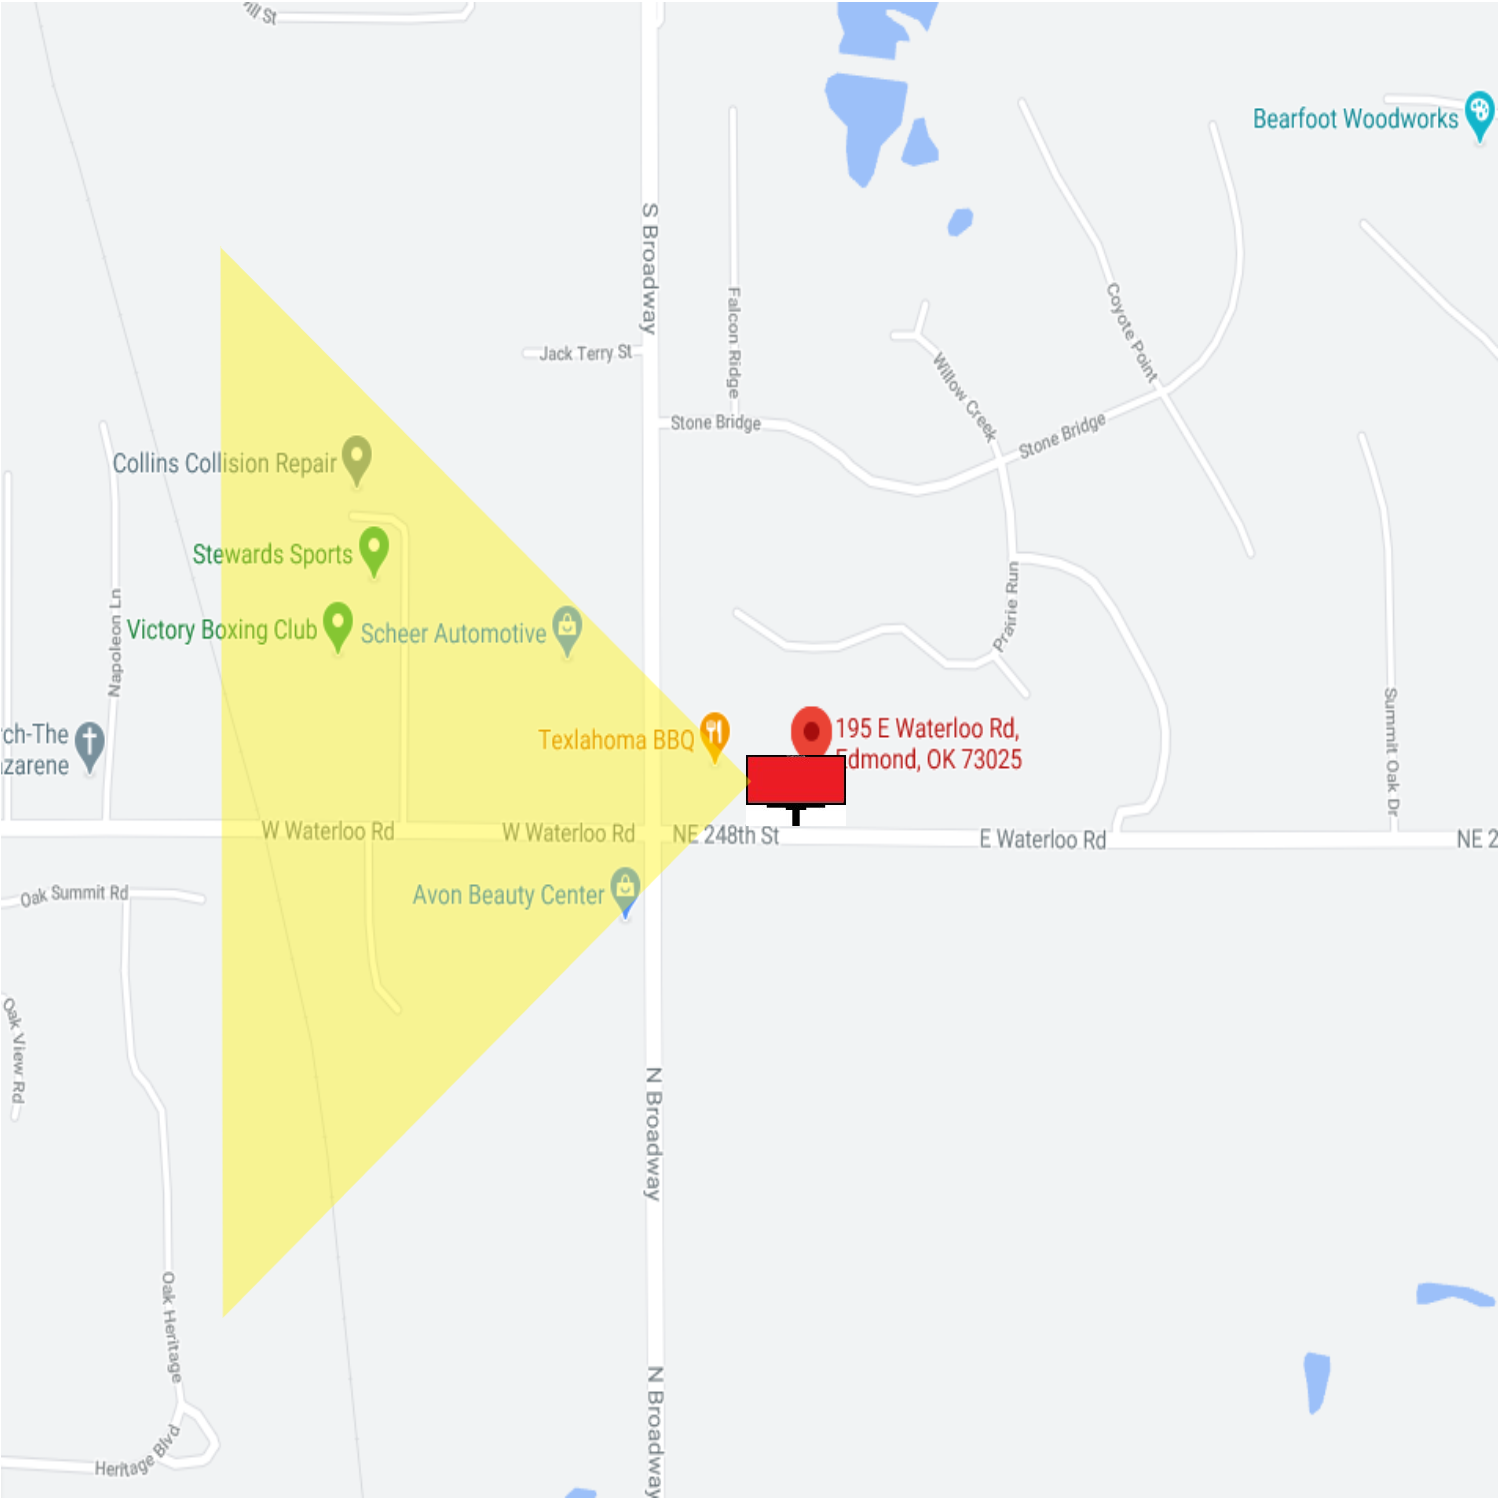 ill St
Bearfoot Woodworks
S Broadway
Falcon Ridge
Coyote Point
Jack Terry St
Willow Creek
Stone Bridge
Stone Bridge
Collins Collision Repair
Stewards Sports
Napoleon Ln
Victory Boxing Club
Scheer Automotive
Prairie Run
Summit Oak Dr
rch-The
zarene
Texlahoma BBQ
195 E Waterloo Rd,
Edmond, OK 73025
W Waterloo Rd
W Waterloo Rd
NE 248th St
E Waterloo Rd
NE 2
Oak Summit Rd
Avon Beauty Center
Oak View Rd
N Broadway
Oak Heritage
N Broadway
Heritage Blvd